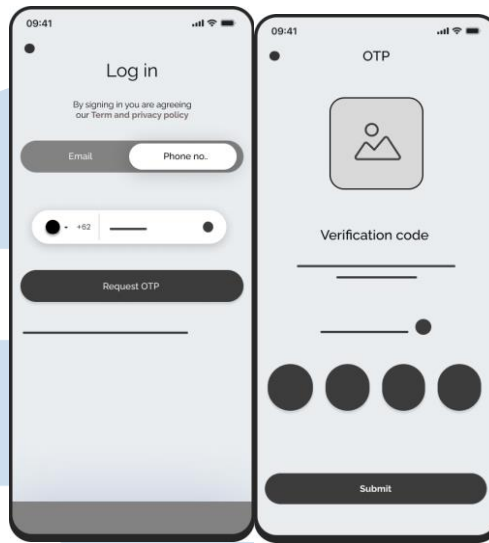 09:41
Log in
By signing in you are agreeing
our Term and privacy policy
Email
Phone no..
+62
Request OTP
09:41
OTP
Verification code
Submit